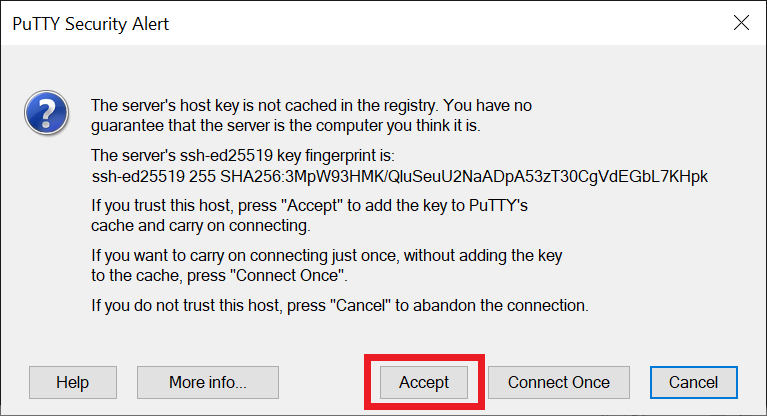 PuTTY Security Alert
The server's host key is not cached in the registry. You have no
guarantee that the server is the computer you think it is.
The server's ssh-ed25519 key fingerprint is:
ssh-ed25519 255 SHA256:3MpW93HMK/QluSeuU2NaADpA53zT30CgVdEGbL7KHpk
If you trust this host, press "Accept" to add the key to PuTTY's
cache and carry on connecting.
If you want to carry on connecting just once, without adding the key
to the cache, press "Connect Once".
If you do not trust this host, press "Cancel" to abandon the connection.
Help
More info...
Accept
Connect Once
Cancel